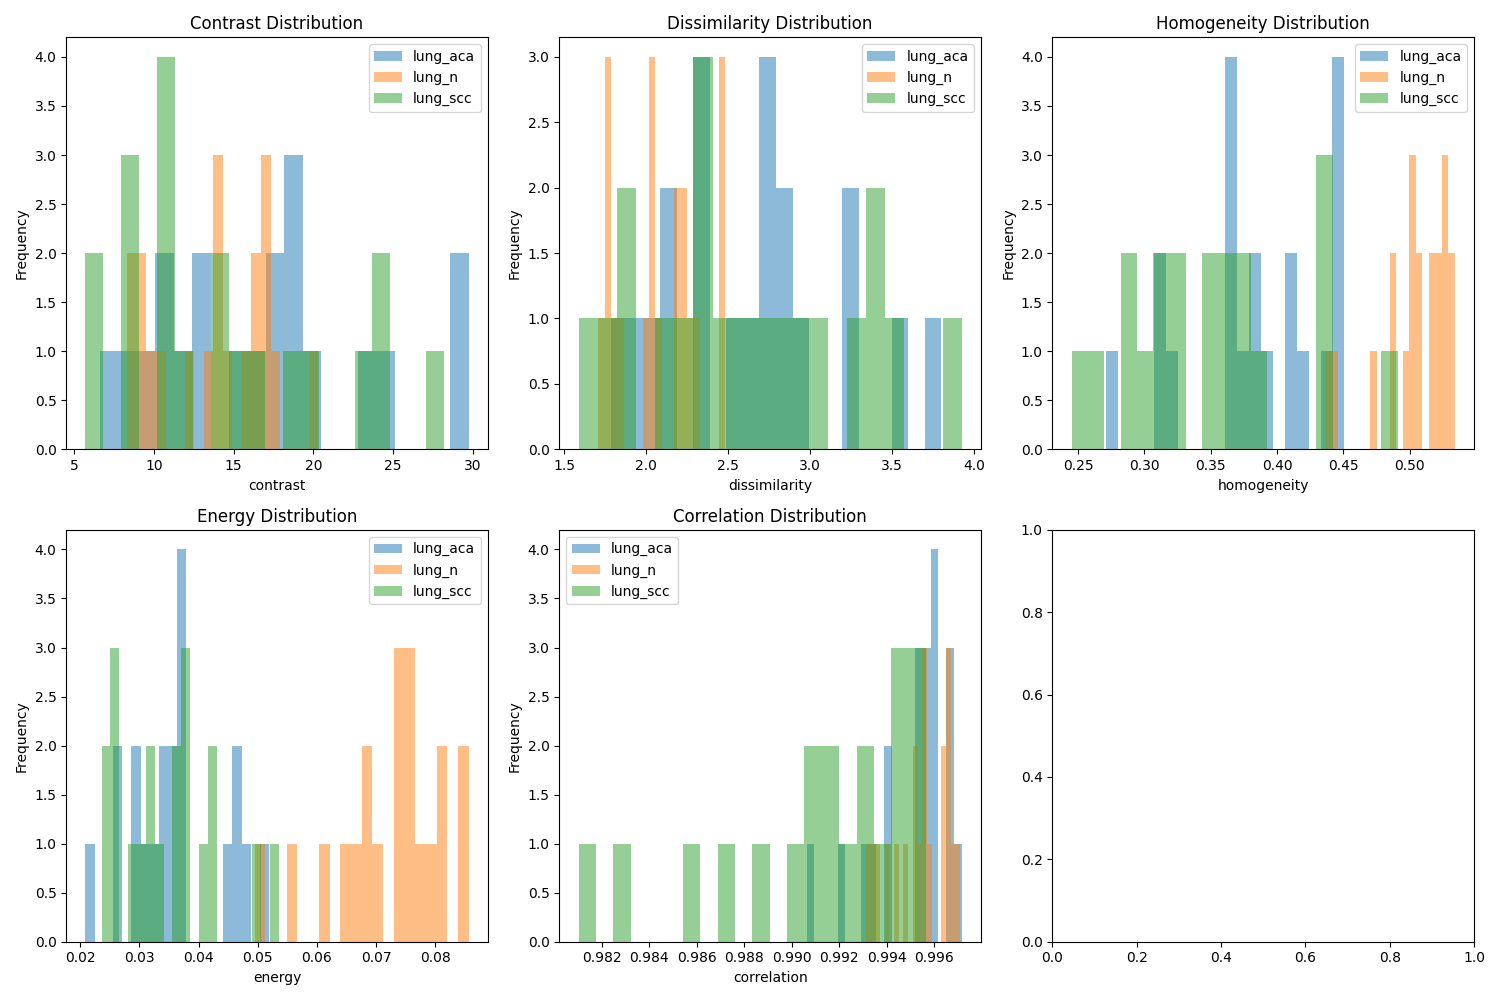 Contrast Distribution
4.0
3.5
3.0
2.5
2.0
1.5
1.0
0.5
0.0
Frequency
5 10 15 20 25 30
contrast
lung_aca
lung_n
lung_scc
Dissimilarity Distribution
3.0
2.5
2.0
1.5
1.0
0.5
0.0
Frequency
1.5 2.0 2.5 3.0 3.5 4.0
dissimilarity
lung_aca
lung_n
lung_scc
Homogeneity Distribution
4.0
3.5
3.0
2.5
2.0
1.5
1.0
0.5
0.0
Frequency
0.25 0.30 0.35 0.40 0.45 0.50
homogeneity
lung_aca
lung_n
lung_scc
Energy Distribution
4.0
3.5
3.0
2.5
2.0
1.5
1.0
0.5
0.0
Frequency
0.02 0.03 0.04 0.05 0.06 0.07 0.08
energy
lung_aca
lung_n
lung_scc
Correlation Distribution
4.0
3.5
3.0
2.5
2.0
1.5
1.0
0.5
0.0
Frequency
0.982 0.984 0.986 0.988 0.990 0.992 0.994 0.996
correlation
lung_aca
lung_n
lung_scc
1.0
0.8
0.6
0.4
0.2
0.0
0.0 0.2 0.4 0.6 0.8 1.0